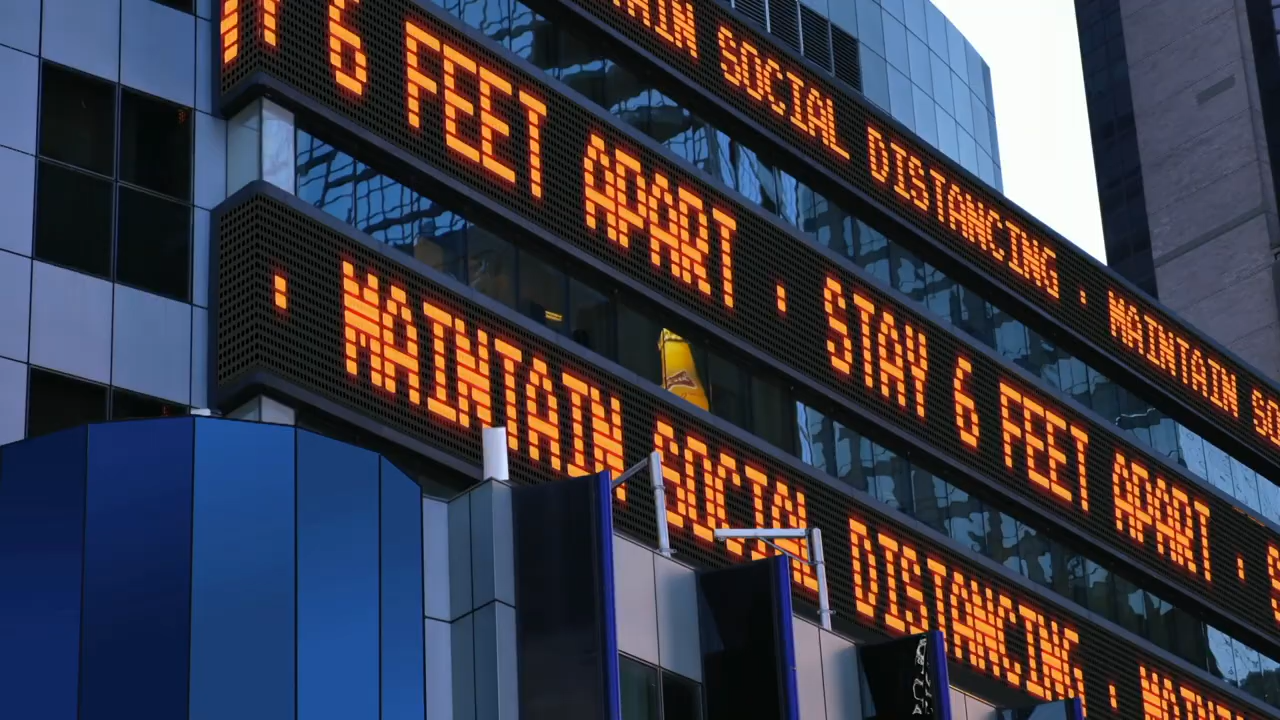 MAINTAIN SOCIAL DISTANCING · MAINTAIN
6 FEET APART · STAY 6 FEET APART ·
· MAINTAIN SOCIAL DISTANCING ·